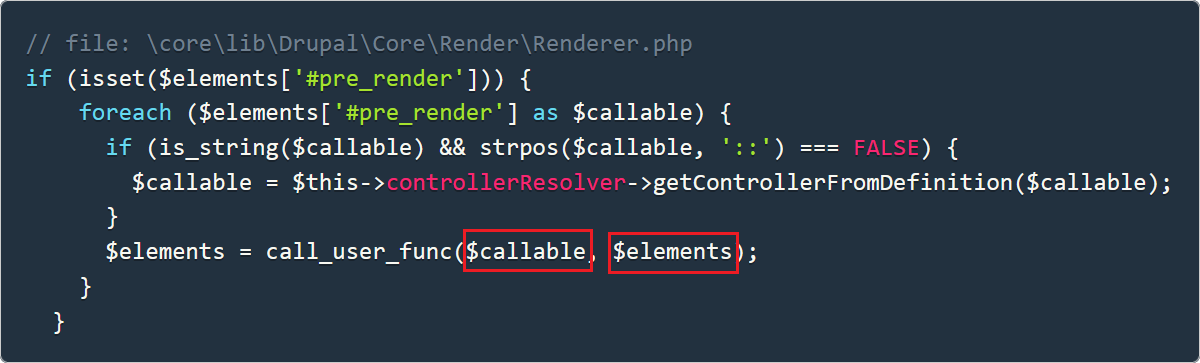 // file: \core\lib\Drupal\Core\Render\Renderer.php
if (isset($elements['#pre_render'])) {
foreach ($elements['#pre_render'] as $callable) {
if (is_string($callable) && strpos($callable, '::') === FALSE) {
$callable = $this->controllerResolver->getControllerFromDefinition($callable);
}
$elements = call_user_func($callable, $elements);
}
}